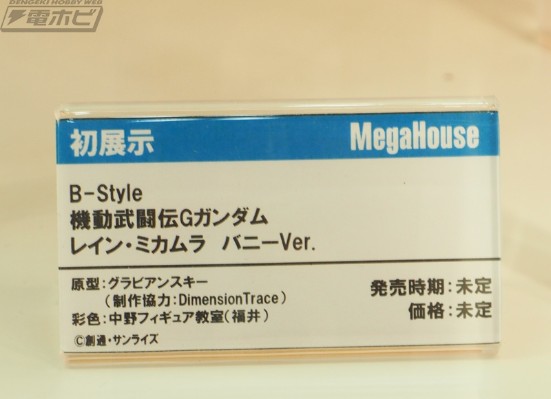 DENGEKI HOBBY WEB
電ホビ
初展示 MegaHouse
B-Style
機動武闘伝Gガンダム
レイン・ミカムラ バニーVer.
原型:グラビアンスキー
(制作協力:DimensionTrace)
彩色:中野フィギュア教室(福井)
発売時期:未定
価格:未定
©創通・サンライズ